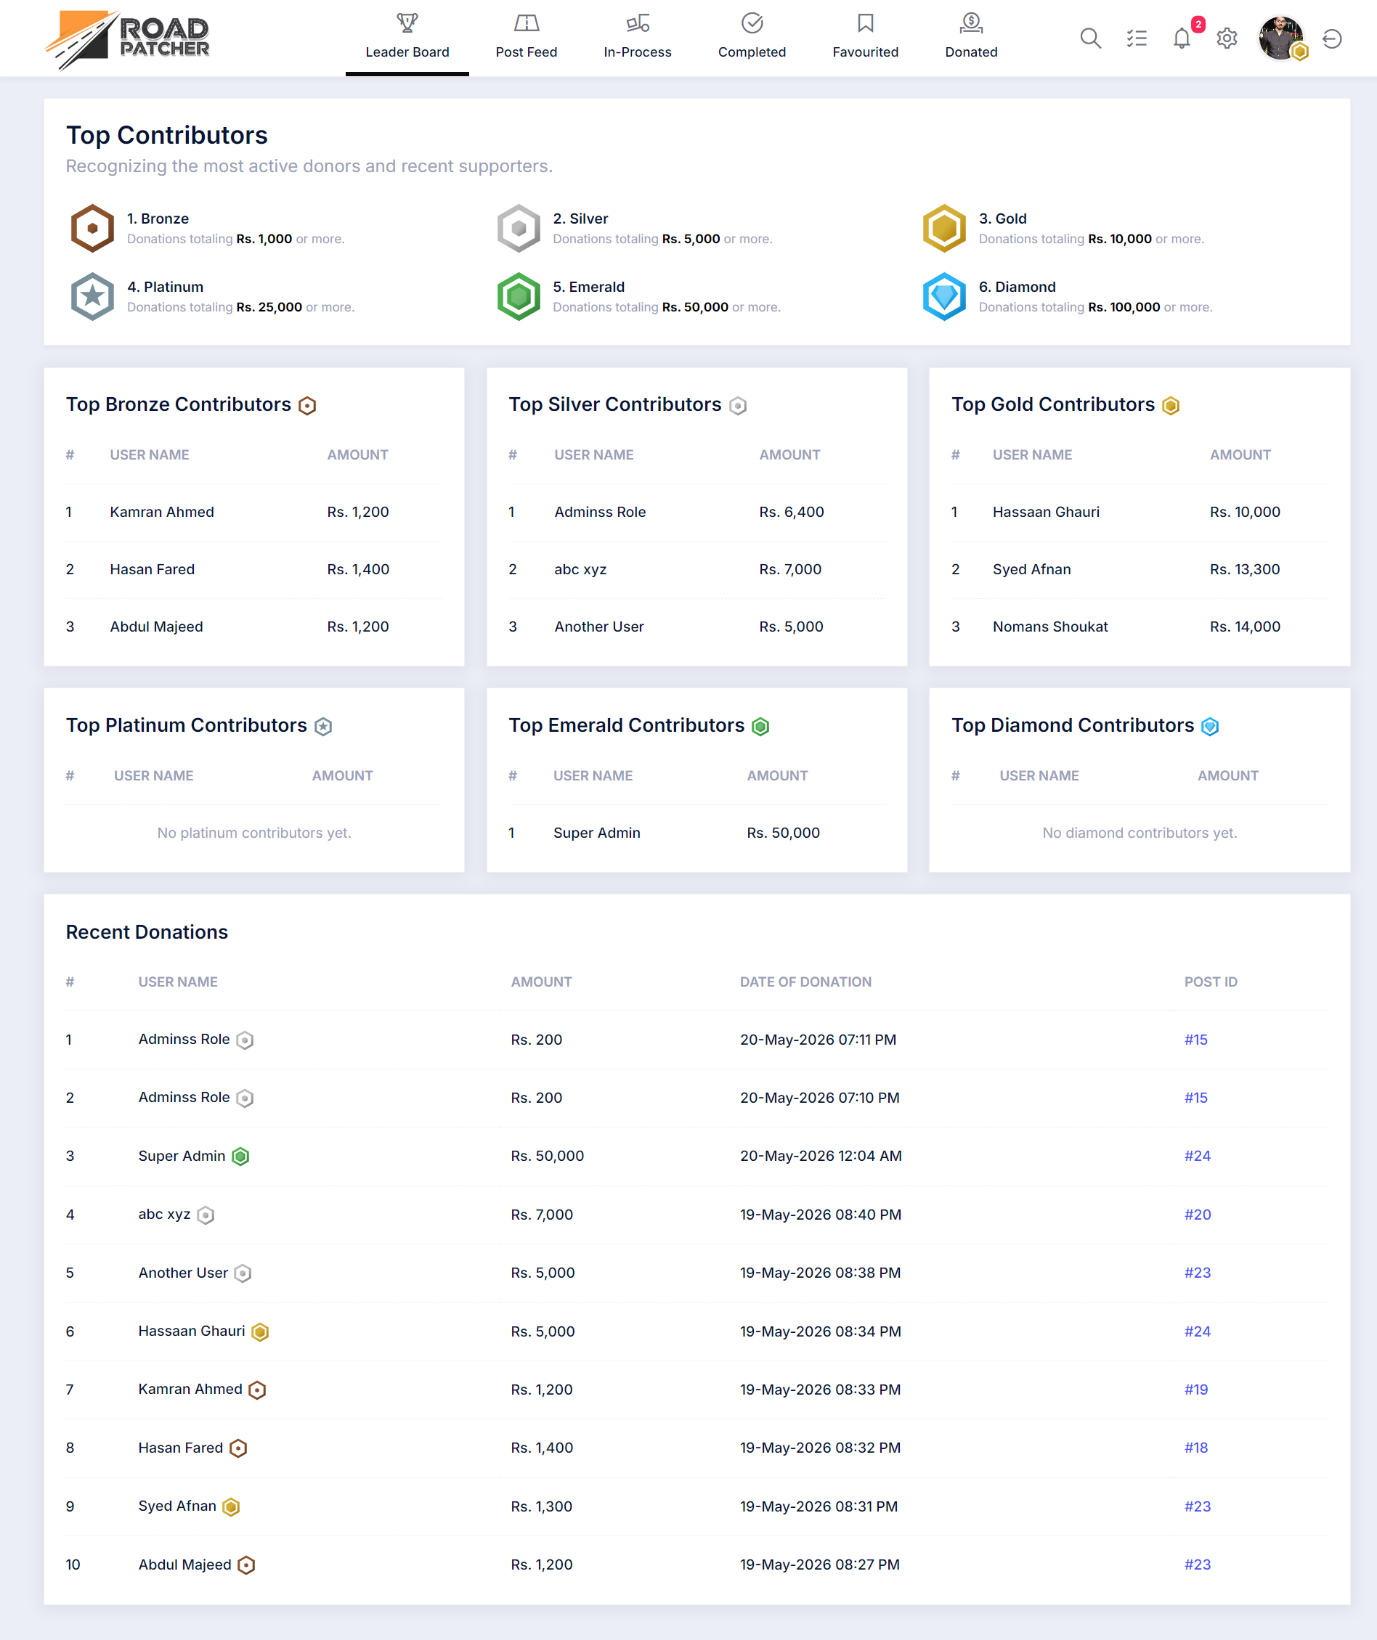 ROAD
PATCHER
Leader Board
Post Feed
In-Process
Completed
Favourited
Donated
2
Top Contributors
Recognizing the most active donors and recent supporters.
1. Bronze
Donations totaling Rs. 1,000 or more.
2. Silver
Donations totaling Rs. 5,000 or more.
3. Gold
Donations totaling Rs. 10,000 or more.
4. Platinum
Donations totaling Rs. 25,000 or more.
5. Emerald
Donations totaling Rs. 50,000 or more.
6. Diamond
Donations totaling Rs. 100,000 or more.
Top Bronze Contributors
# USER NAME AMOUNT
1 Kamran Ahmed Rs. 1,200
2 Hasan Fared Rs. 1,400
3 Abdul Majeed Rs. 1,200
Top Silver Contributors
# USER NAME AMOUNT
1 Adminss Role Rs. 6,400
2 abc xyz Rs. 7,000
3 Another User Rs. 5,000
Top Gold Contributors
# USER NAME AMOUNT
1 Hassaan Ghauri Rs. 10,000
2 Syed Afnan Rs. 13,300
3 Nomans Shoukat Rs. 14,000
Top Platinum Contributors
# USER NAME AMOUNT
No platinum contributors yet.
Top Emerald Contributors
# USER NAME AMOUNT
1 Super Admin Rs. 50,000
Top Diamond Contributors
# USER NAME AMOUNT
No diamond contributors yet.
Recent Donations
# USER NAME AMOUNT DATE OF DONATION POST ID
1 Adminss Role Rs. 200 20-May-2026 07:11 PM #15
2 Adminss Role Rs. 200 20-May-2026 07:10 PM #15
3 Super Admin Rs. 50,000 20-May-2026 12:04 AM #24
4 abc xyz Rs. 7,000 19-May-2026 08:40 PM #20
5 Another User Rs. 5,000 19-May-2026 08:38 PM #23
6 Hassaan Ghauri Rs. 5,000 19-May-2026 08:34 PM #24
7 Kamran Ahmed Rs. 1,200 19-May-2026 08:33 PM #19
8 Hasan Fared Rs. 1,400 19-May-2026 08:32 PM #18
9 Syed Afnan Rs. 1,300 19-May-2026 08:31 PM #23
10 Abdul Majeed Rs. 1,200 19-May-2026 08:27 PM #23